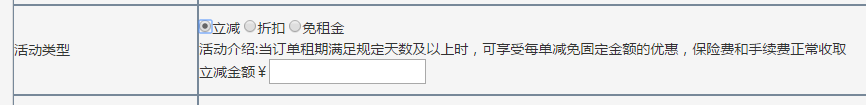 活动类型
立减 折扣 免租金
活动介绍:当订单租期满足规定天数及以上时，可享受每单减免固定金额的优惠，保险费和手续费正常收取
立减金额￥